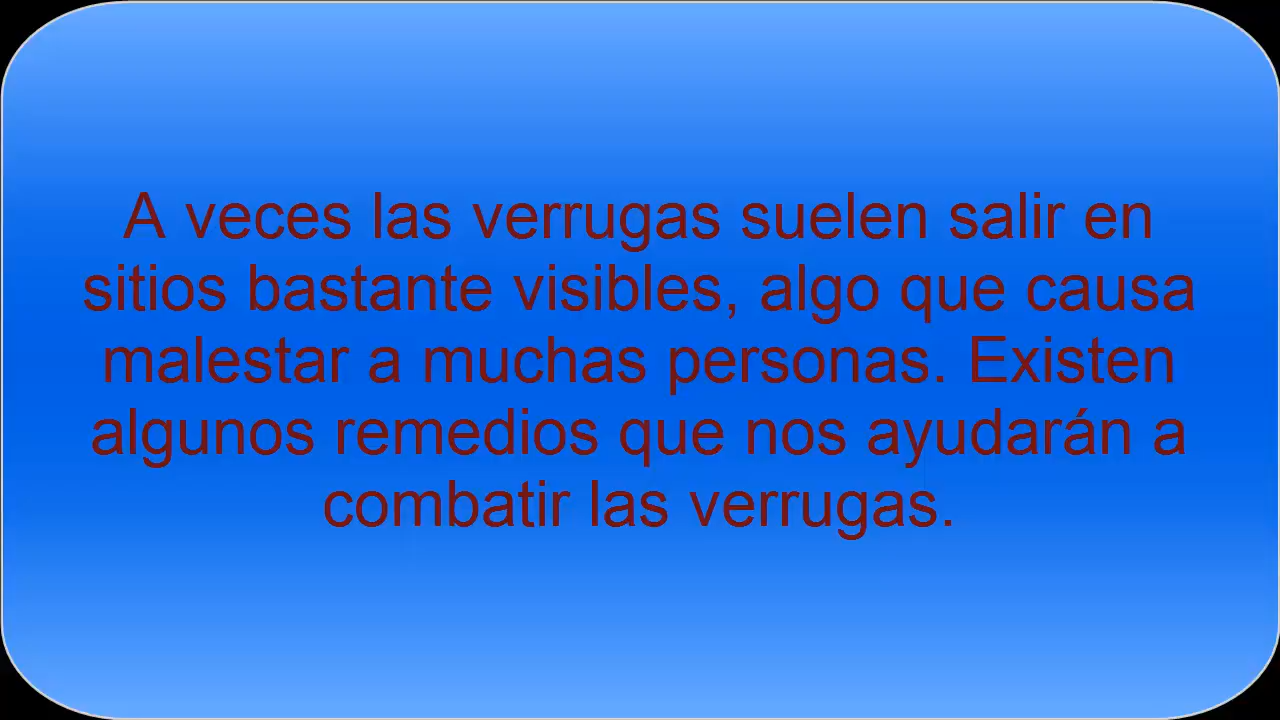 A veces las verrugas suelen salir en
sitios bastante visibles, algo que causa
malestar a muchas personas. Existen
algunos remedios que nos ayudarán a
combatir las verrugas.